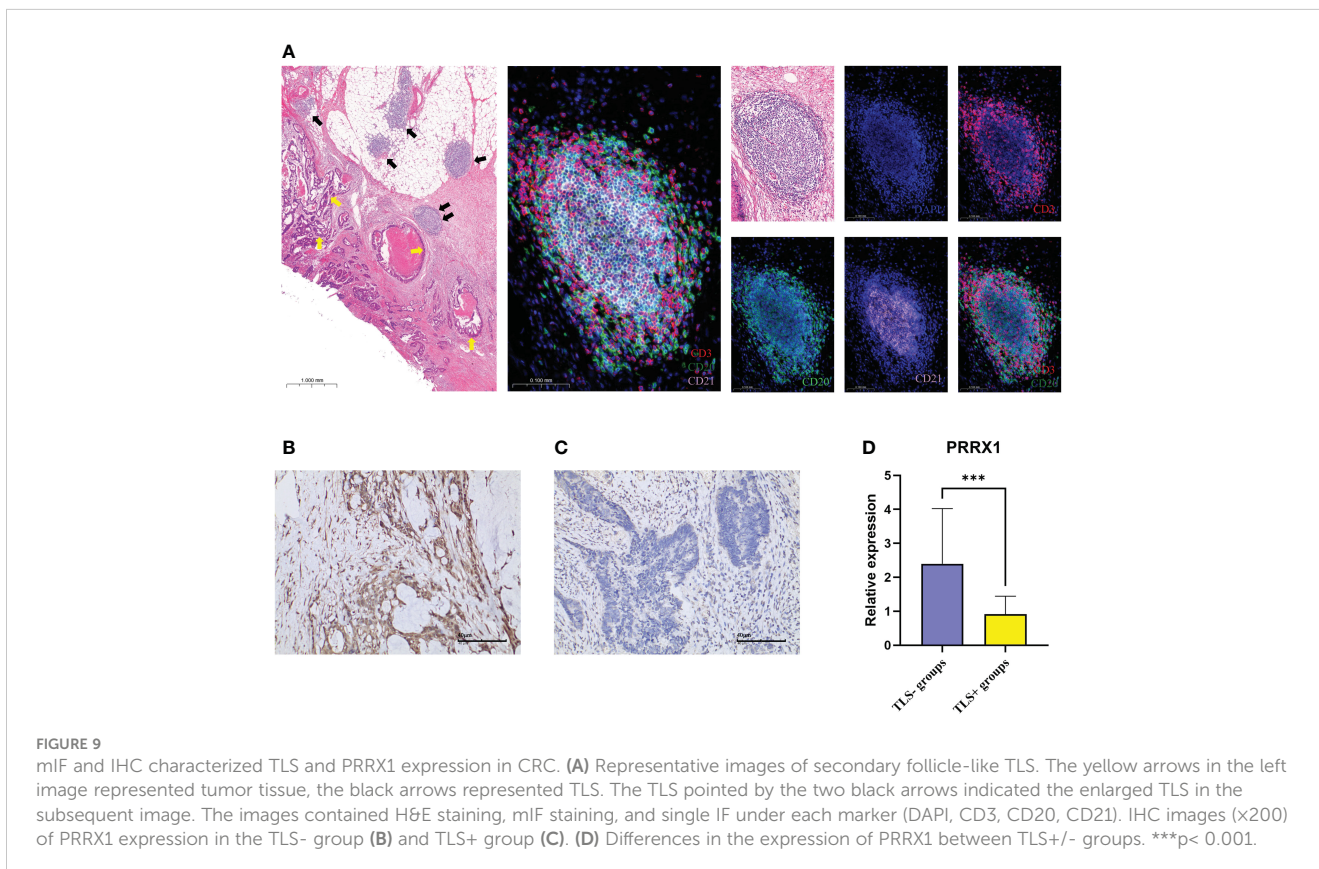 A
1.000 mm
CD3
CD20
CD21
0.100 mm
DAPI
CD3
CD20
CD21
CD3
CD20
B
C
40μm
40μm
D
PRRX1
***
5
4
3
2
1
0
Relative expression
TLS- groups
TLS+ groups
FIGURE 9
mIF and IHC characterized TLS and PRRX1 expression in CRC. (A) Representative images of secondary follicle-like TLS. The yellow arrows in the left
image represented tumor tissue, the black arrows represented TLS. The TLS pointed by the two black arrows indicated the enlarged TLS in the
subsequent image. The images contained H&E staining, mIF staining, and single IF under each marker (DAPI, CD3, CD20, CD21). IHC images (×200)
of PRRX1 expression in the TLS- group (B) and TLS+ group (C). (D) Differences in the expression of PRRX1 between TLS+/- groups. ***p< 0.001.